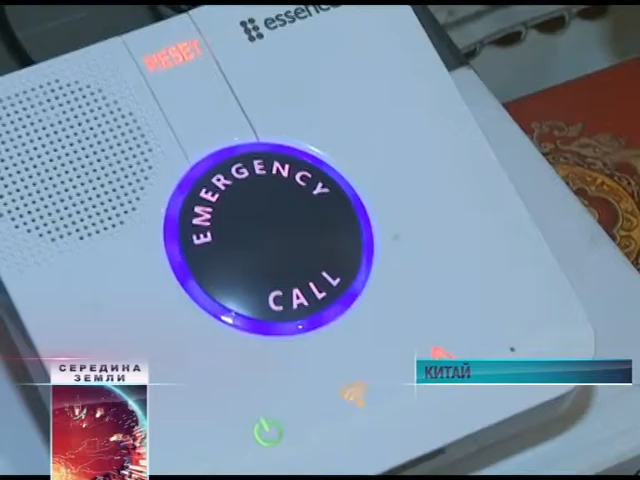 essence
RESET
EMERGENCY
CALL
СЕРЕДИНА
ЗЕМЛИ
КИТАЙ